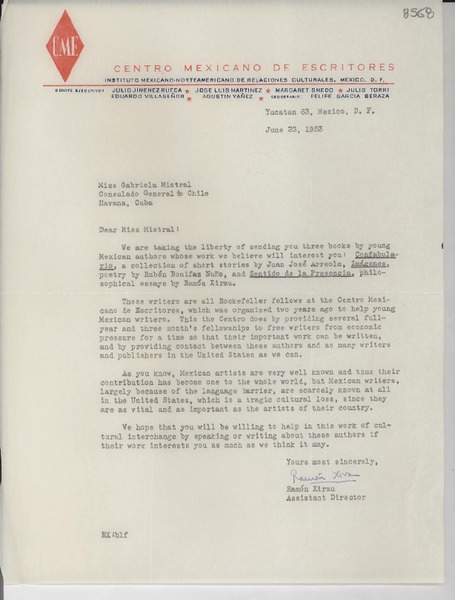 8568
CME
CENTRO MEXICANO DE ESCRITORES
INSTITUTO MEXICANO-NORTEAMERICANO DE RELACIONES CULTURALES, MEXICO, D. F.
COMITE EJECUTIVO: JULIO JIMENEZ RUEDA ★ JOSE LUIS MARTINEZ ★ MARGARET SHEDD ★ JULIO TORRI
EDUARDO VILLASEÑOR ★ AGUSTIN YAÑEZ ★ SECRETARIO: FELIPE GARCIA BERAZA
Yucatan 63, Mexico, D. F.
June 23, 1953
Miss Gabriela Mistral
Consulado General de Chile
Havana, Cuba
Dear Miss Mistral:
We are taking the liberty of sending you three books by young
Mexican authors whose work we believe will interest you: Confabula-
rio, a collection of short stories by Juan José Arreola, Imágenes,
poetry by Rubén Bonifaz Nuño, and Sentido de la Presencia, philo-
sophical essays by Ramón Xirau.
These writers are all Rockefeller fellows at the Centro Mexi-
cano de Escritores, which was organized two years ago to help young
Mexican writers. This the Centro does by providing several full-
year and three month's fellowships to free writers from economic
pressure for a time so that their important work can be written,
and by providing contact between these authors and as many writers
and publishers in the United States as we can.
As you know, Mexican artists are very well known and thus their
contribution has become one to the whole world, but Mexican writers,
largely because of the language barrier, are scarcely known at all
in the United States, which is a tragic cultural loss, since they
are as vital and as important as the artists of their country.
We hope that you will be willing to help in this work of cul-
tural interchange by speaking or writing about these authors if
their work interests you as much as we think it may.
Yours most sincerely,
Ramón Xirau
Ramón Xirau
Assistant Director
RX:blf